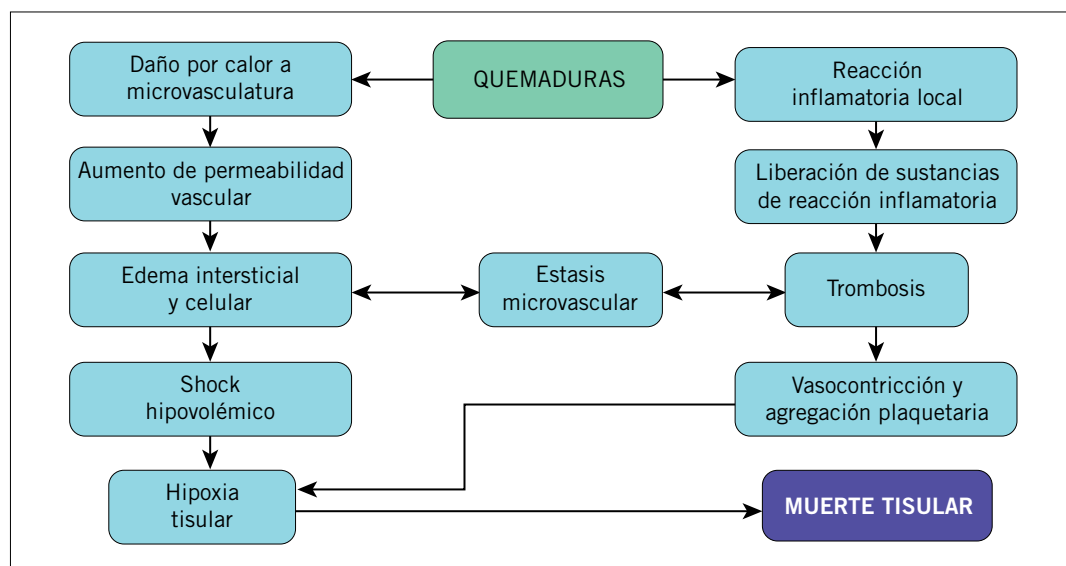 Daño por calor a
microvasculatura
QUEMADURAS
Reacción
inflamatoria local
Aumento de permeabilidad
vascular
Liberación de sustancias
de reacción inflamatoria
Edema intersticial
y celular
Estasis
microvascular
Trombosis
Shock
hipovolémico
Vasocontricción y
agregación plaquetaria
Hipoxia
tisular
MUERTE TISULAR